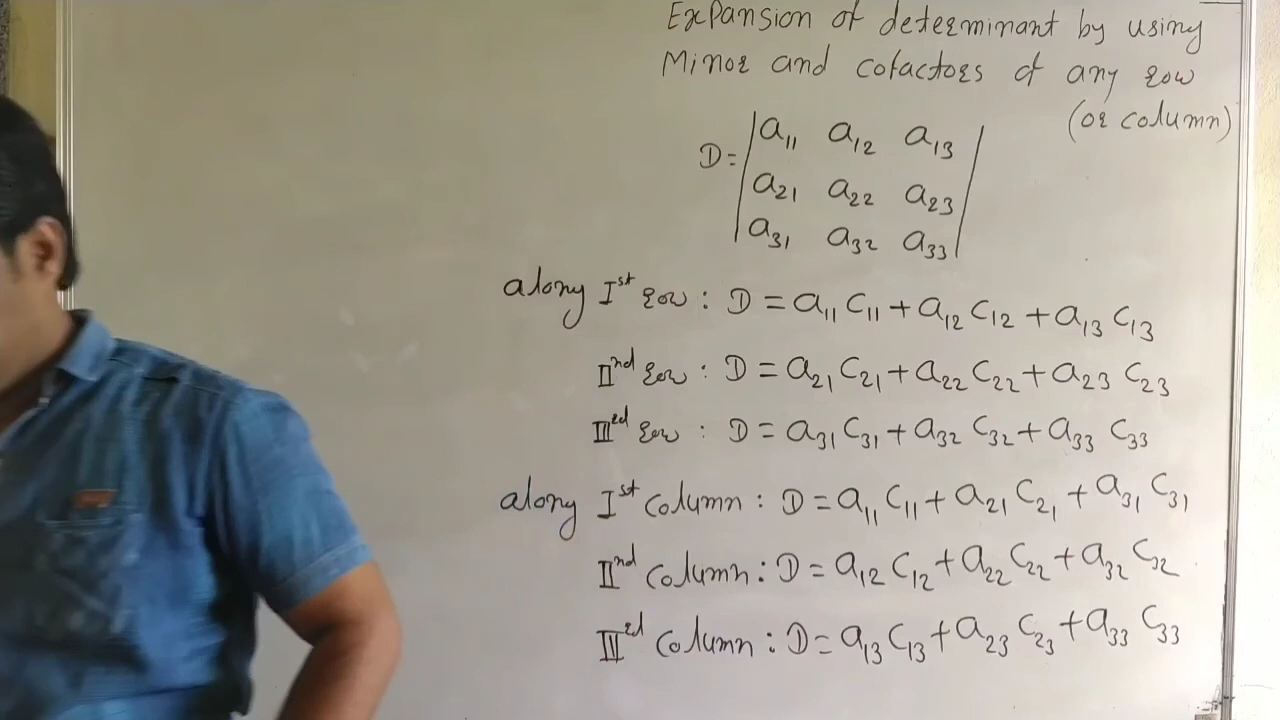 Expansion of determinant by using
Minor and cofactors of any row
(or column)
D = | a₁₁ a₁₂ a₁₃ |
| a₂₁ a₂₂ a₂₃ |
| a₃₁ a₃₂ a₃₃ |
along Iˢᵗ row : D = a₁₁ C₁₁ + a₁₂ C₁₂ + a₁₃ C₁₃
IIⁿᵈ row : D = a₂₁ C₂₁ + a₂₂ C₂₂ + a₂₃ C₂₃
IIIʳᵈ row : D = a₃₁ C₃₁ + a₃₂ C₃₂ + a₃₃ C₃₃
along Iˢᵗ Column : D = a₁₁ C₁₁ + a₂₁ C₂₁ + a₃₁ C₃₁
IIⁿᵈ Column : D = a₁₂ C₁₂ + a₂₂ C₂₂ + a₃₂ C₃₂
IIIʳᵈ Column : D = a₁₃ C₁₃ + a₂₃ C₂₃ + a₃₃ C₃₃